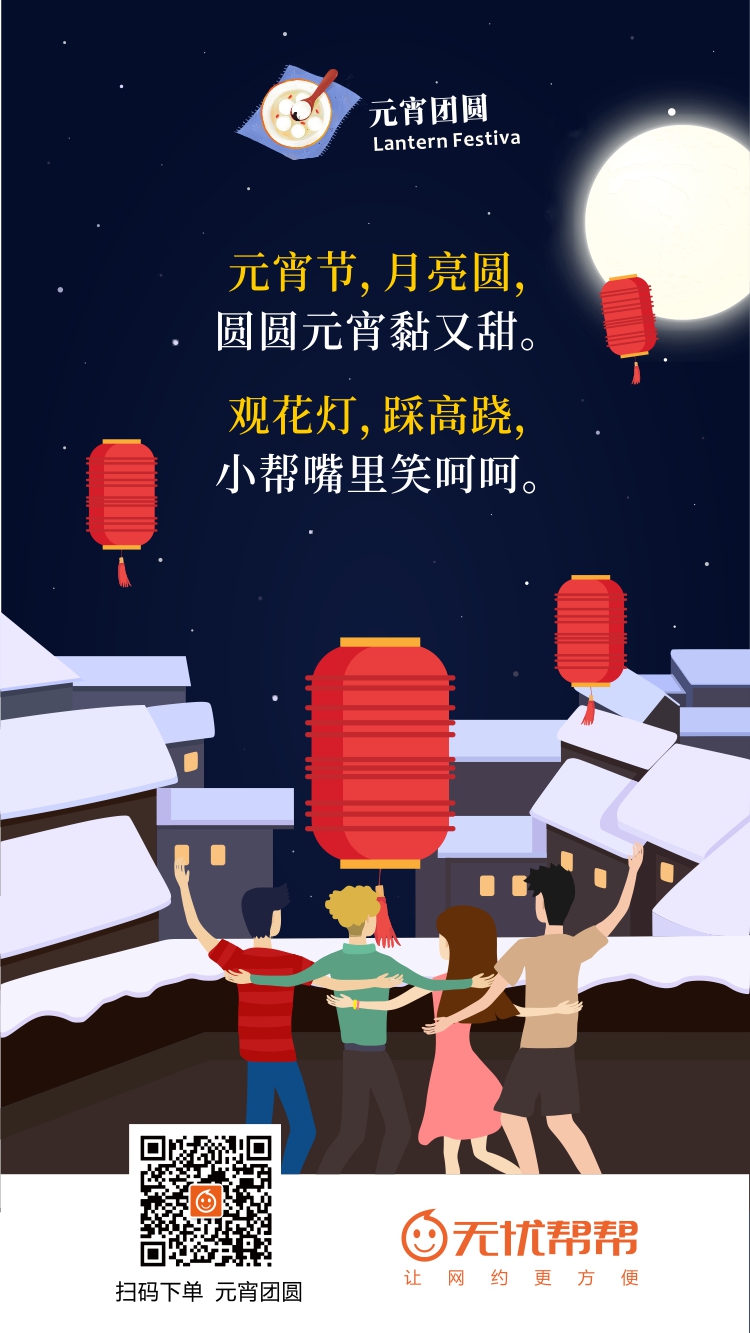 元宵团圆
Lantern Festiva
元宵节, 月亮圆,
圆圆元宵黏又甜。
观花灯, 踩高跷,
小帮嘴里笑呵呵。
无忧帮帮
让网约更方便
扫码下单 元宵团圆